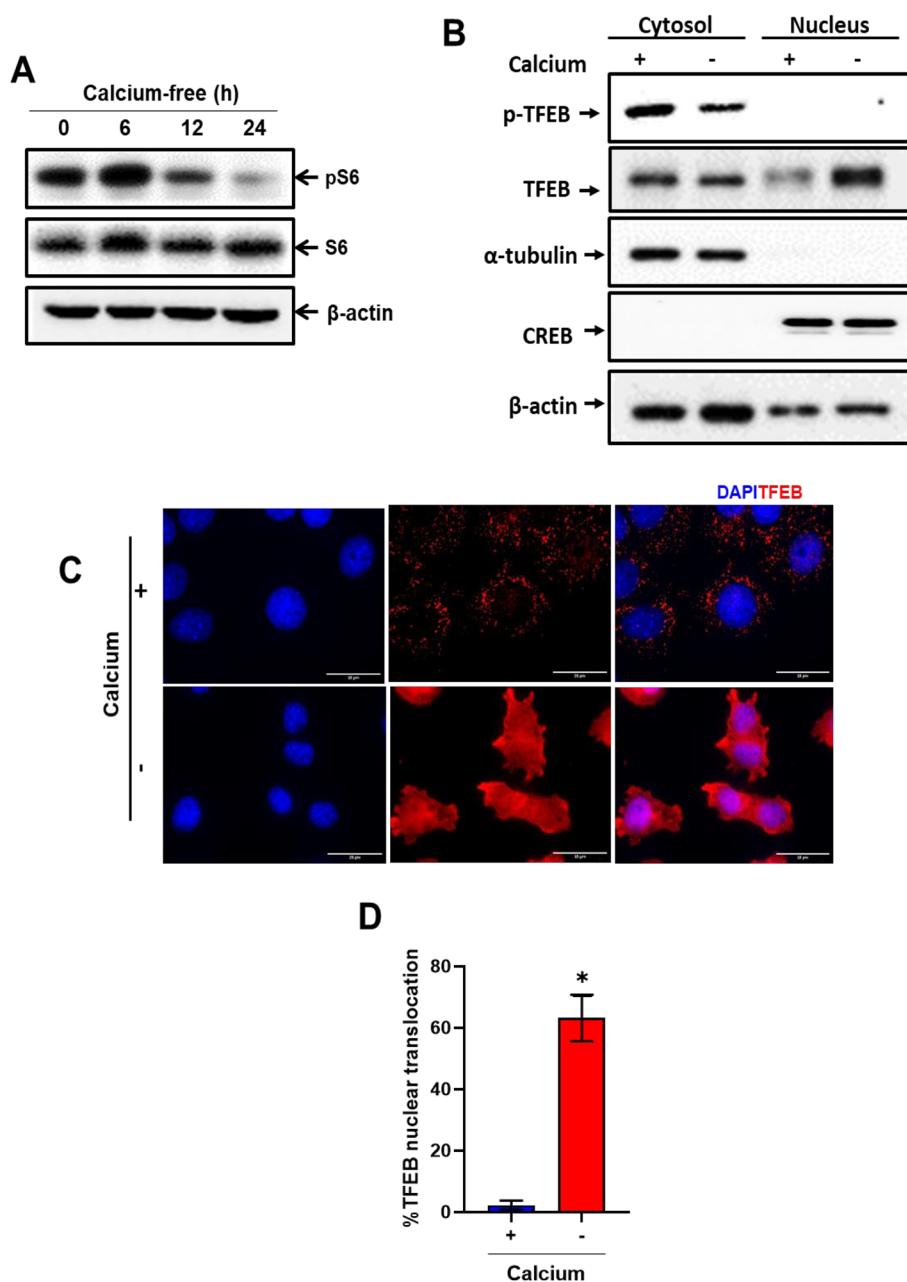 A
Calcium-free (h)
0 6 12 24
pS6
S6
β-actin
B
Cytosol Nucleus
Calcium + - + -
p-TFEB
TFEB
α-tubulin
CREB
β-actin
C
DAPITFEB
Calcium
+
-
D
% TFEB nuclear translocation
80
60
40
20
0
*
+ -
Calcium